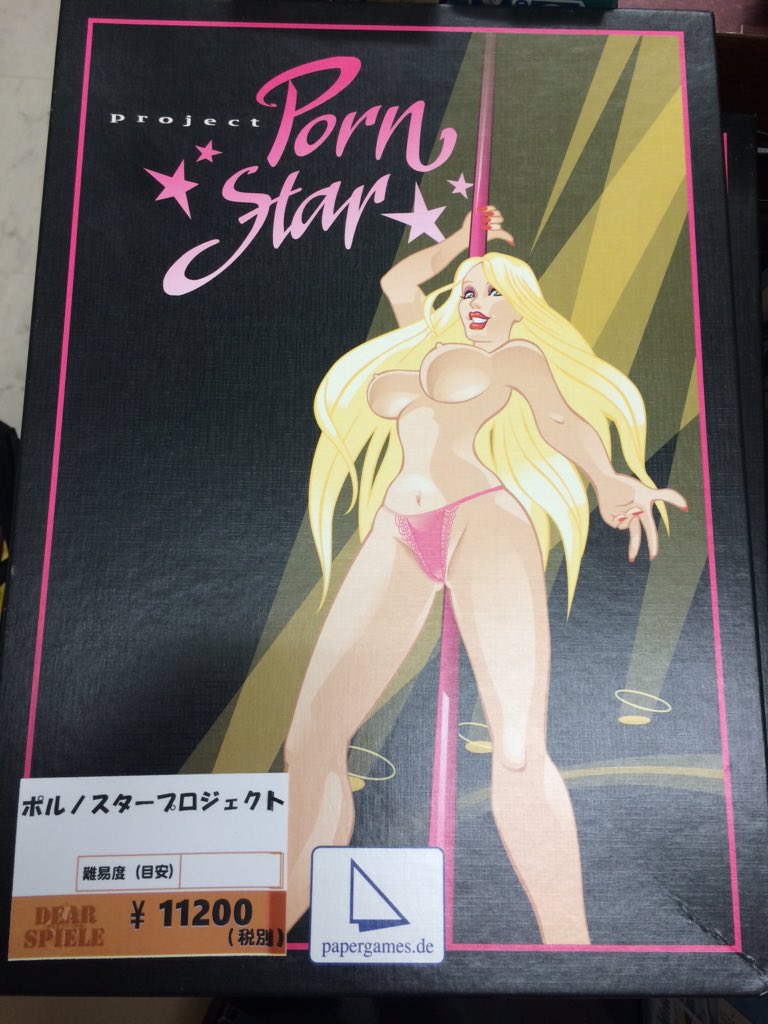 project Porn
Star
ポルノスタープロジェクト
難易度(目安)
DEAR
SPIELE
¥ 11200
(税別)
papergames.de